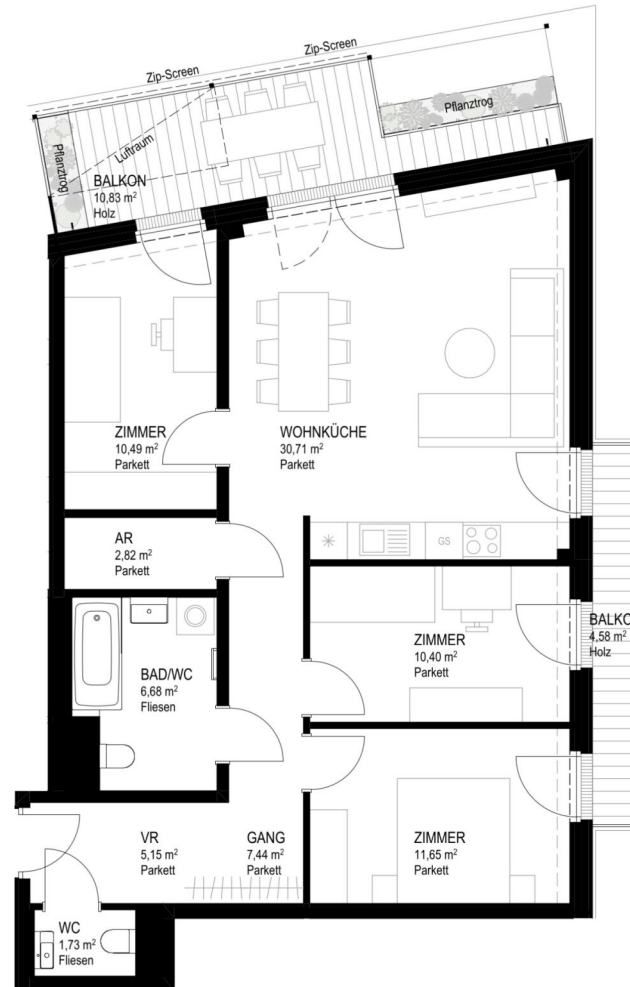 Zip-Screen
Zip-Screen
Pflanztrog
Pflanztrog
Luftraum
BALKON
10,83 m²
Holz
ZIMMER
10,49 m²
Parkett
WOHNKÜCHE
30,71 m²
Parkett
AR
2,82 m²
Parkett
GS
BAD/WC
6,68 m²
Fliesen
ZIMMER
10,40 m²
Parkett
BALKO
4,58 m²
Holz
VR
5,15 m²
Parkett
GANG
7,44 m²
Parkett
ZIMMER
11,65 m²
Parkett
WC
1,73 m²
Fliesen